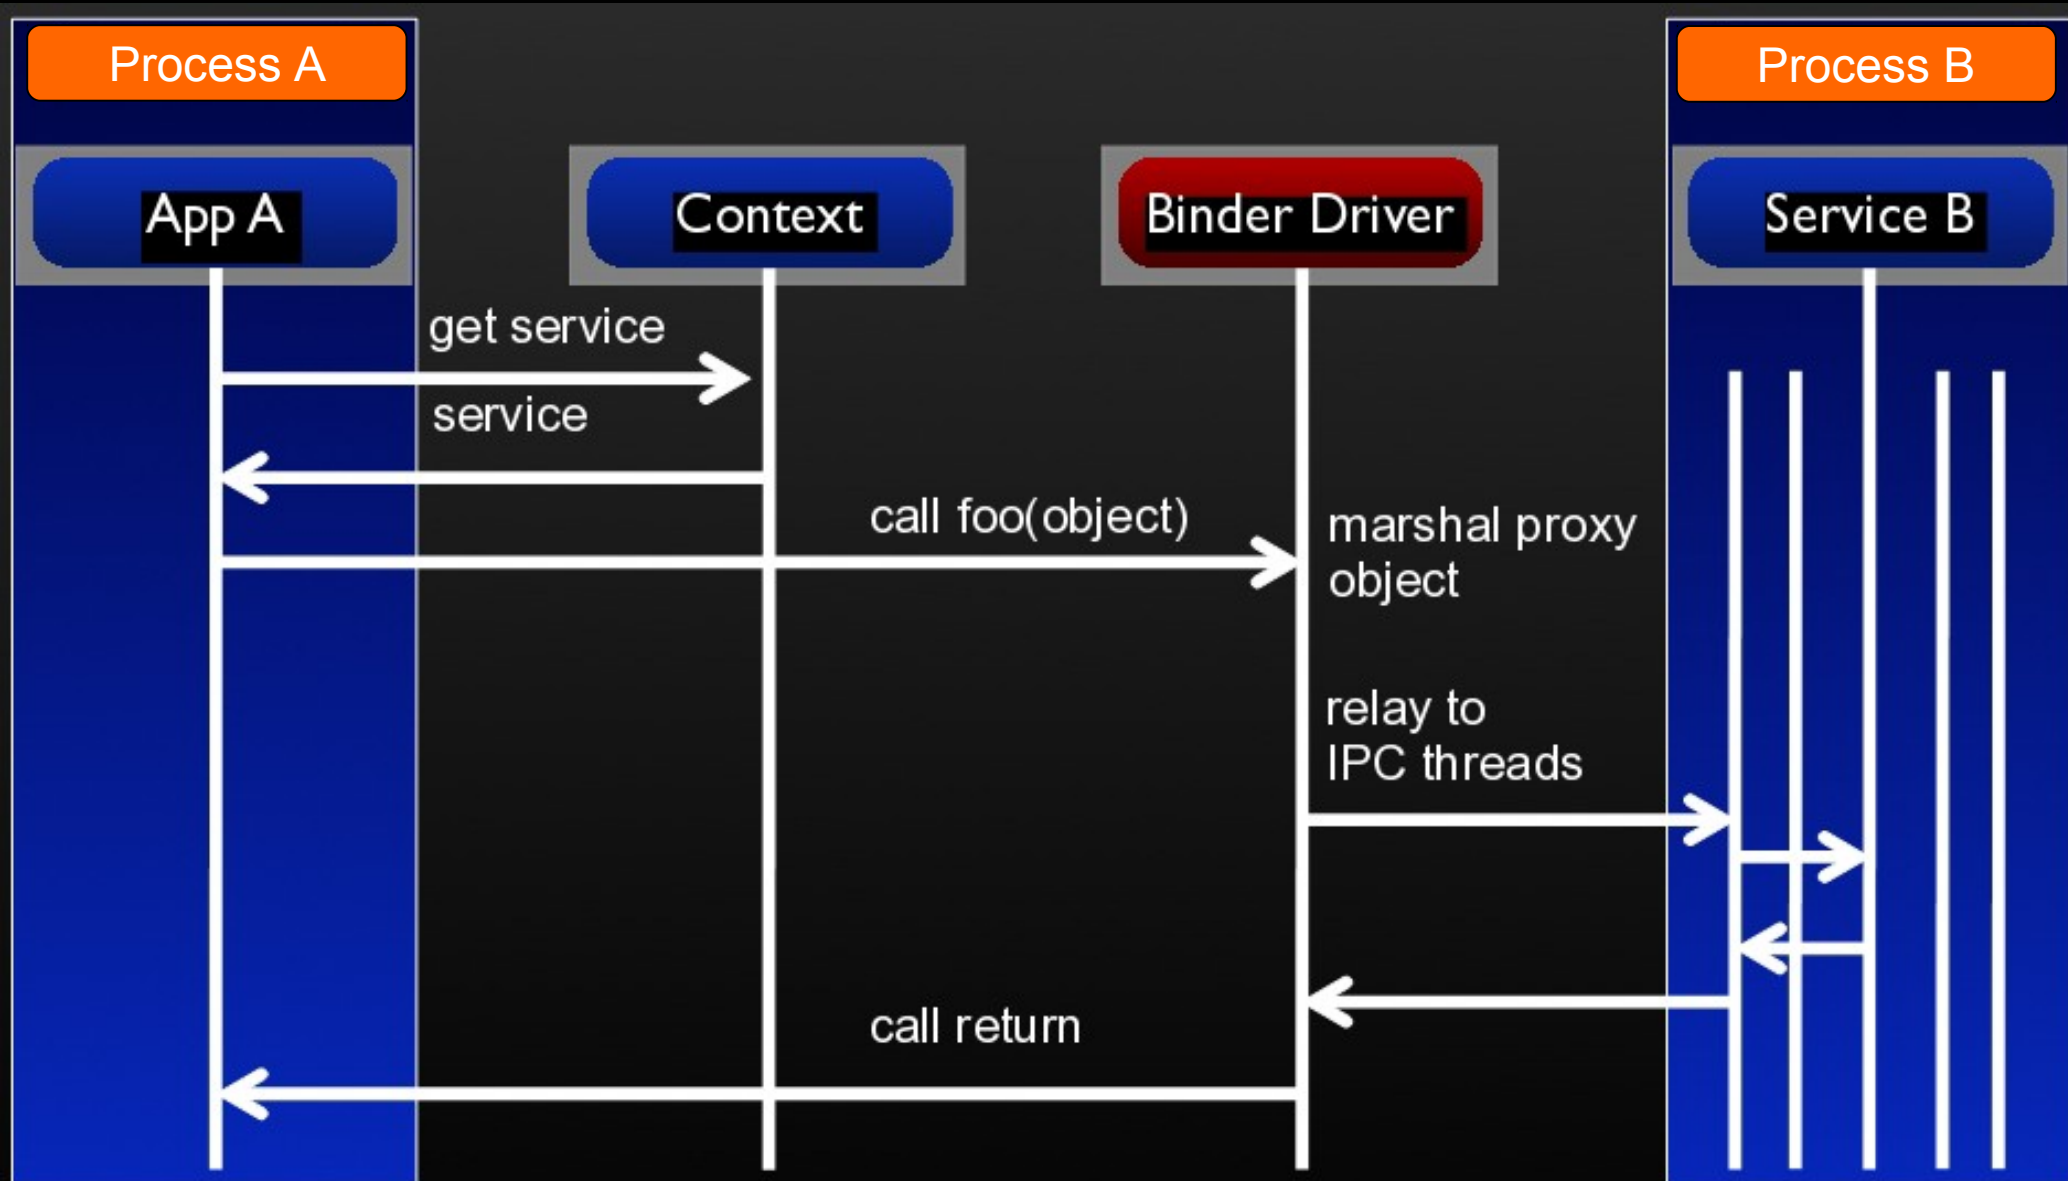 Process A
Process B
App A
Context
Binder Driver
Service B
get service
service
call foo(object)
marshal proxy
object
relay to
IPC threads
call return